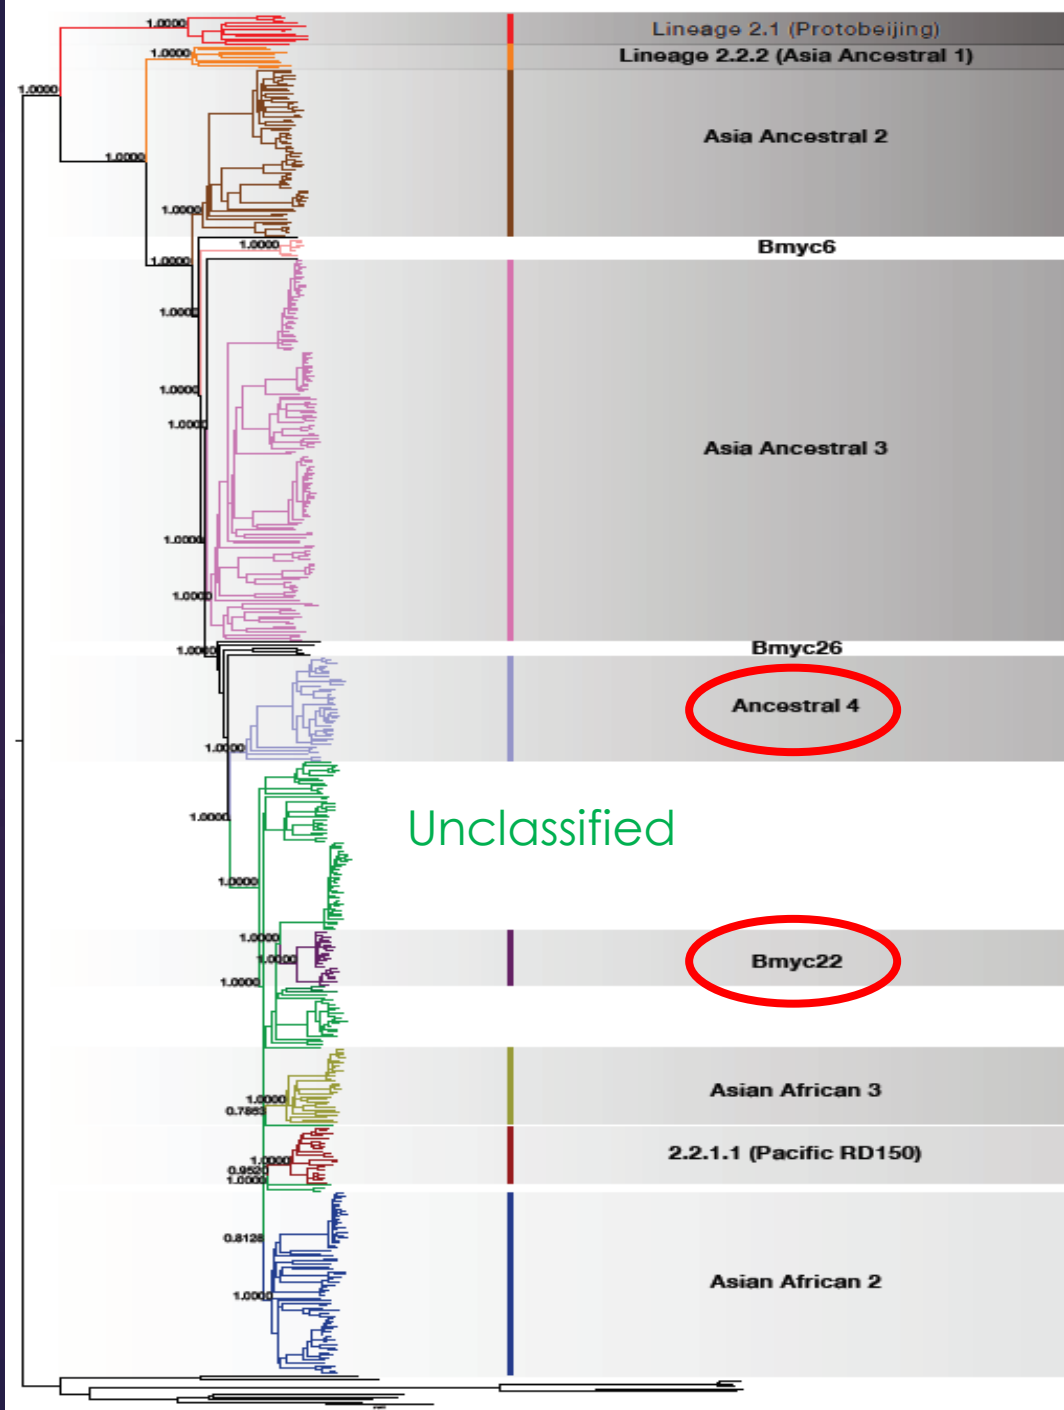 1.0000
Lineage 2.1 (Protobeijing)
1.0000
Lineage 2.2.2 (Asia Ancestral 1)
1.0000
Asia Ancestral 2
1.0000
1.0000
1.0000
Bmyc6
1.0000
1.0000
1.0000
1.0000
Asia Ancestral 3
1.0000
1.0000
1.0000
Bmyc26
Ancestral 4
1.0000
1.0000
Unclassified
1.0000
1.0000
1.0000
Bmyc22
1.0000
Asian African 3
1.0000
0.7863
2.2.1.1 (Pacific RD150)
1.0000
0.9520
1.0000
0.8128
Asian African 2
1.0000